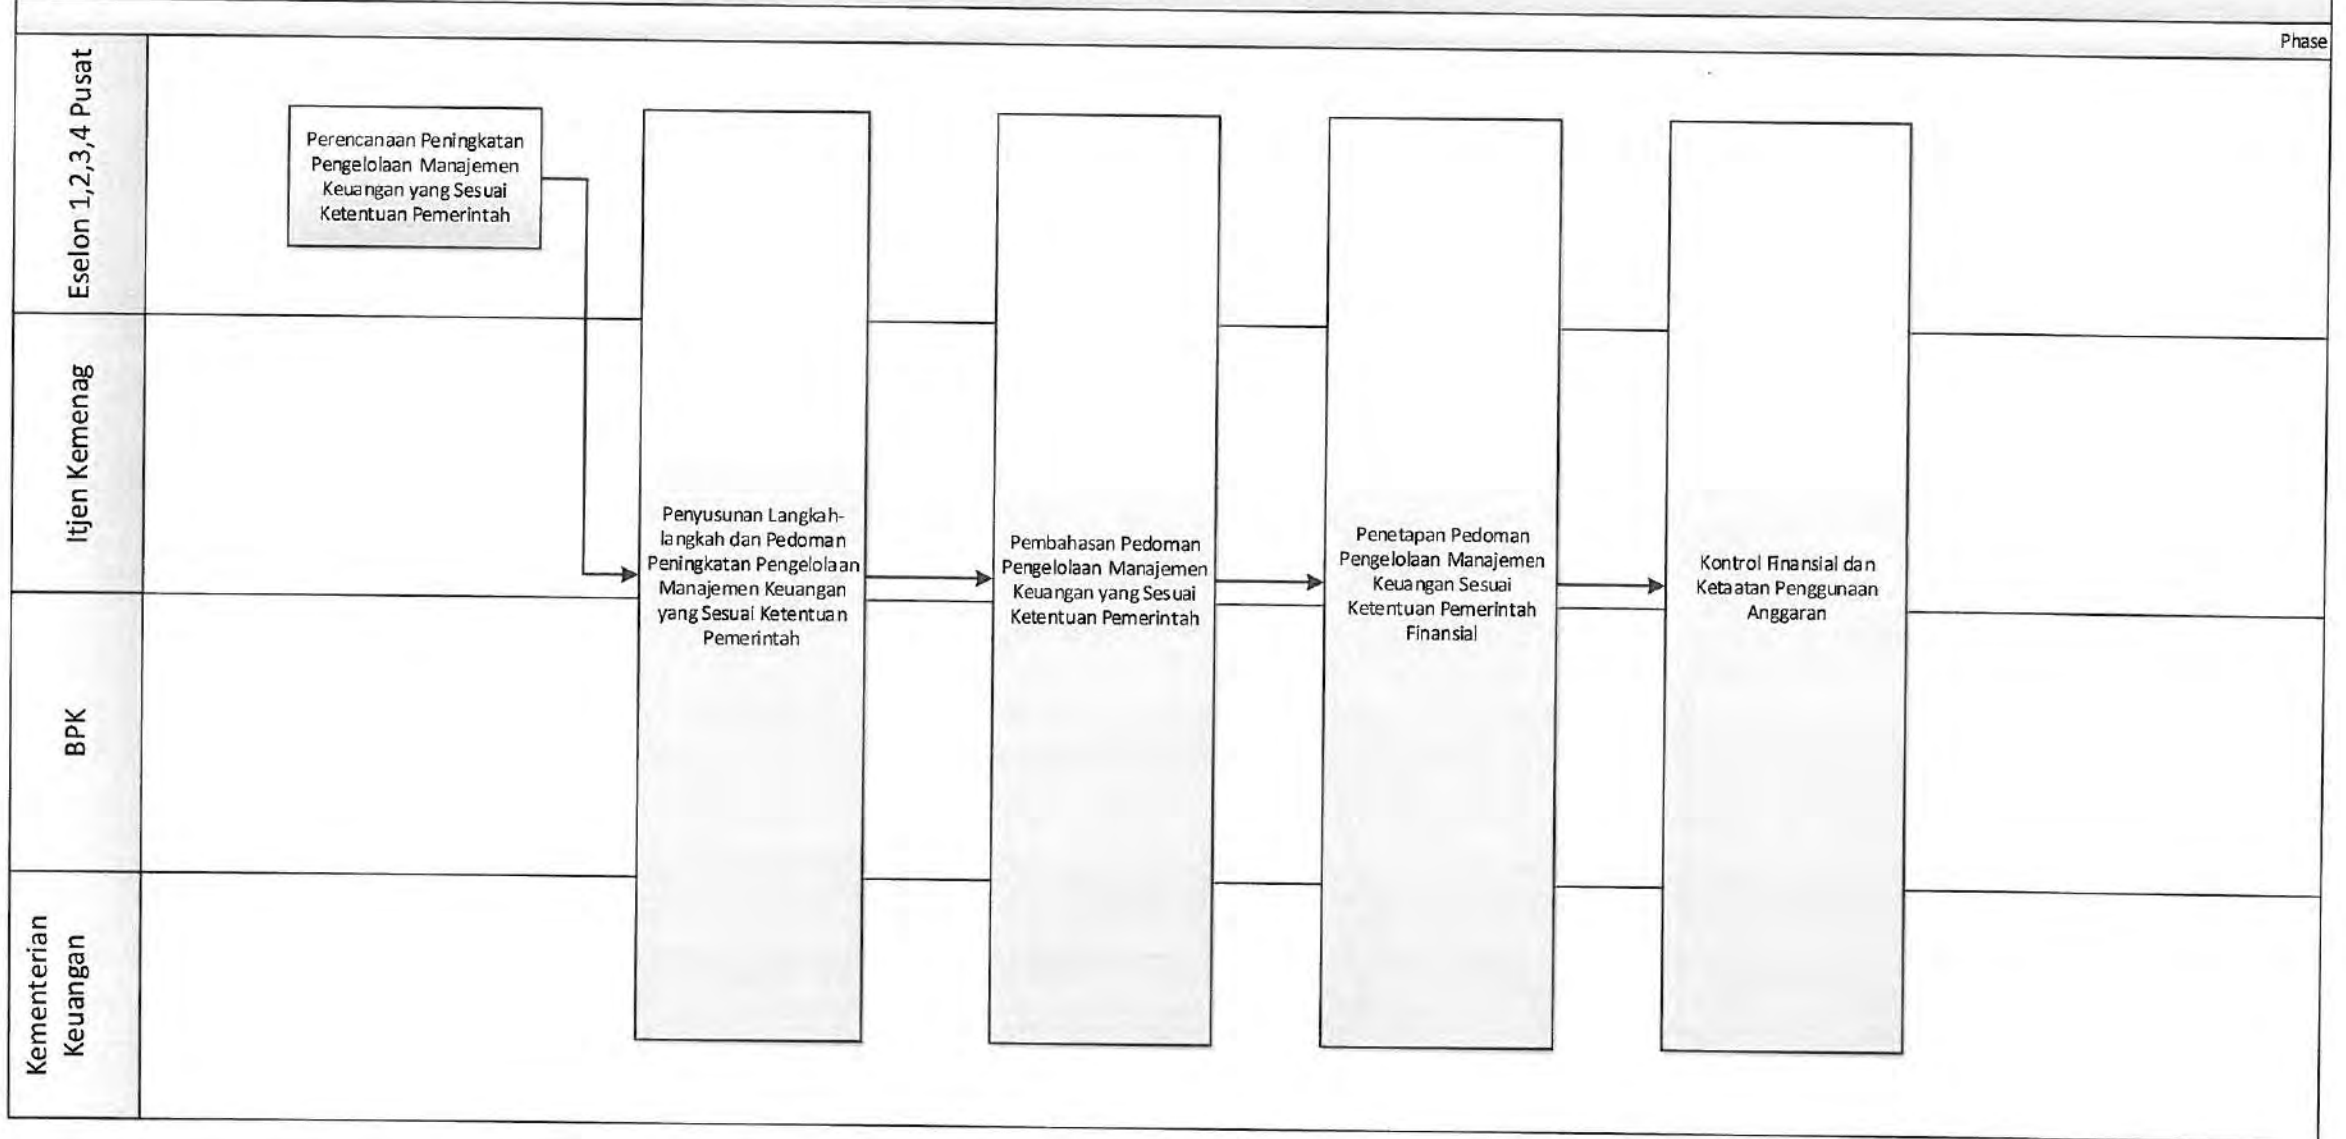 Phase
Eselon 1,2,3,4 Pusat
Perencanaan Peningkatan
Pengelolaan Manajemen
Keuangan yang Sesuai
Ketentuan Pemerintah
Itjen Kemenag
Penyusunan Langkah-
langkah dan Pedoman
Peningkatan Pengelolaan
Manajemen Keuangan
yang Sesuai Ketentuan
Pemerintah
Pembahasan Pedoman
Pengelolaan Manajemen
Keuangan yang Sesuai
Ketentuan Pemerintah
Penetapan Pedoman
Pengelolaan Manajemen
Keuangan Sesuai
Ketentuan Pemerintah
Finansial
Kontrol Finansial dan
Ketaatan Penggunaan
Anggaran
BPK
Kementerian
Keuangan